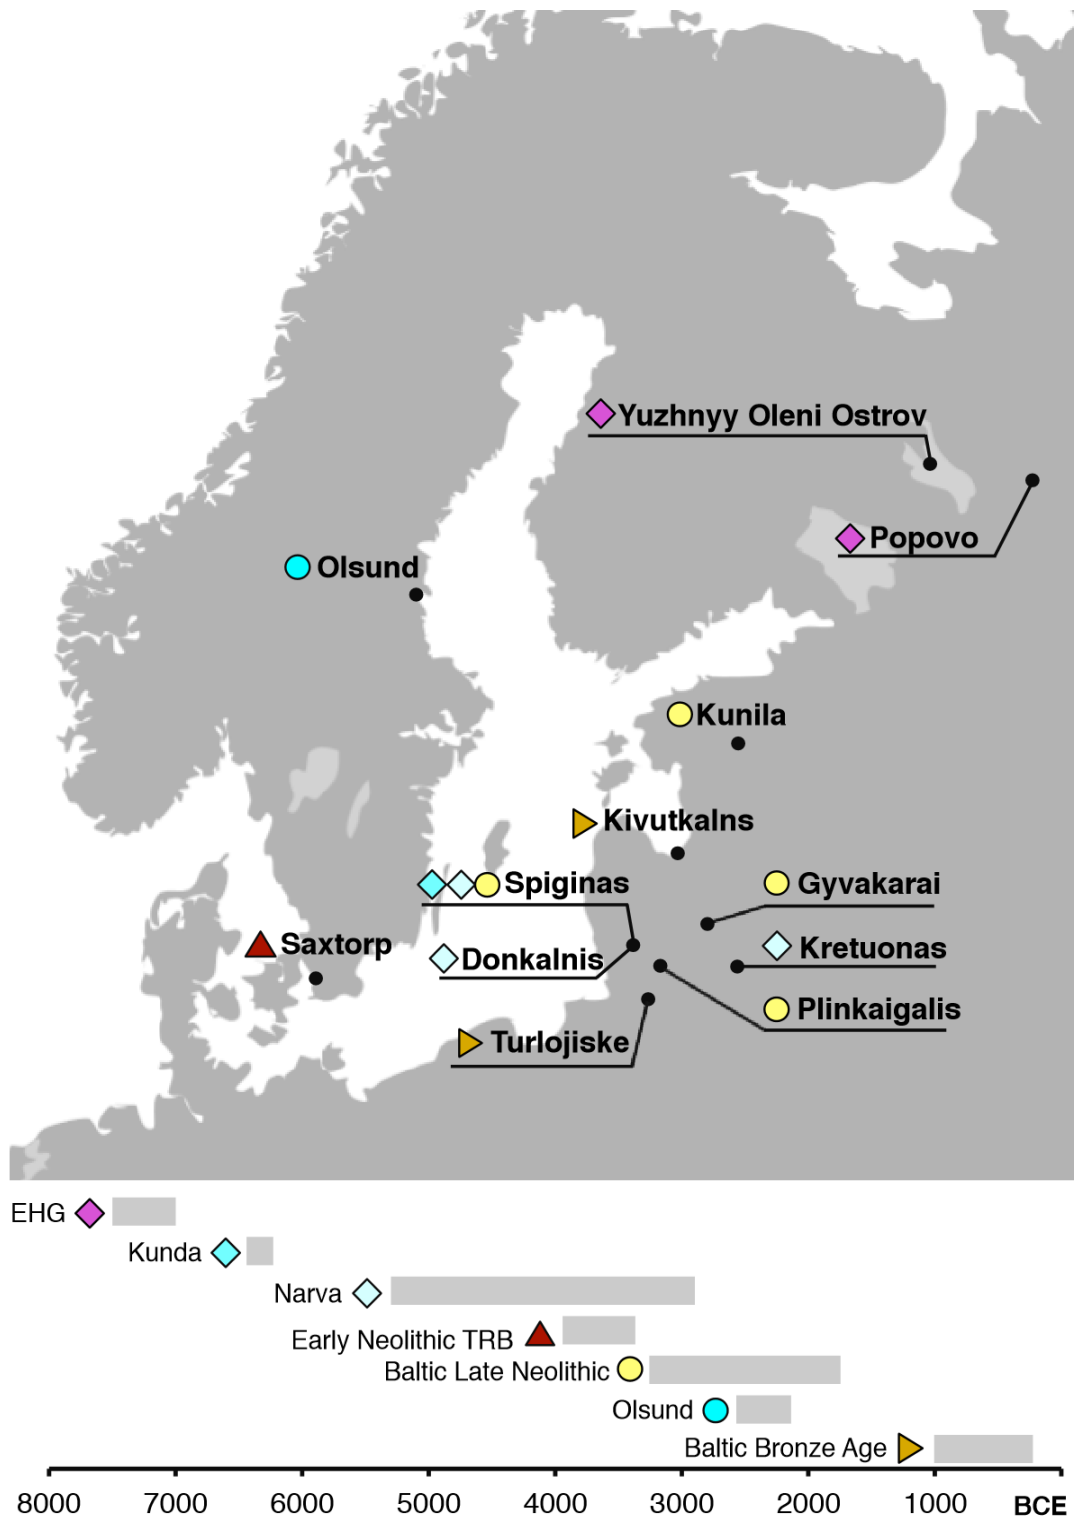 Yuzhnyy Oleni Ostrov
Popovo
Olsund
Kunila
Kivutkalns
Spiginas
Gyvakarai
Saxtorp
Donkalnis
Kretuonas
Plinkaigalis
Turlojiske
EHG
Kunda
Narva
Early Neolithic TRB
Baltic Late Neolithic
Olsund
Baltic Bronze Age
8000 7000 6000 5000 4000 3000 2000 1000 BCE